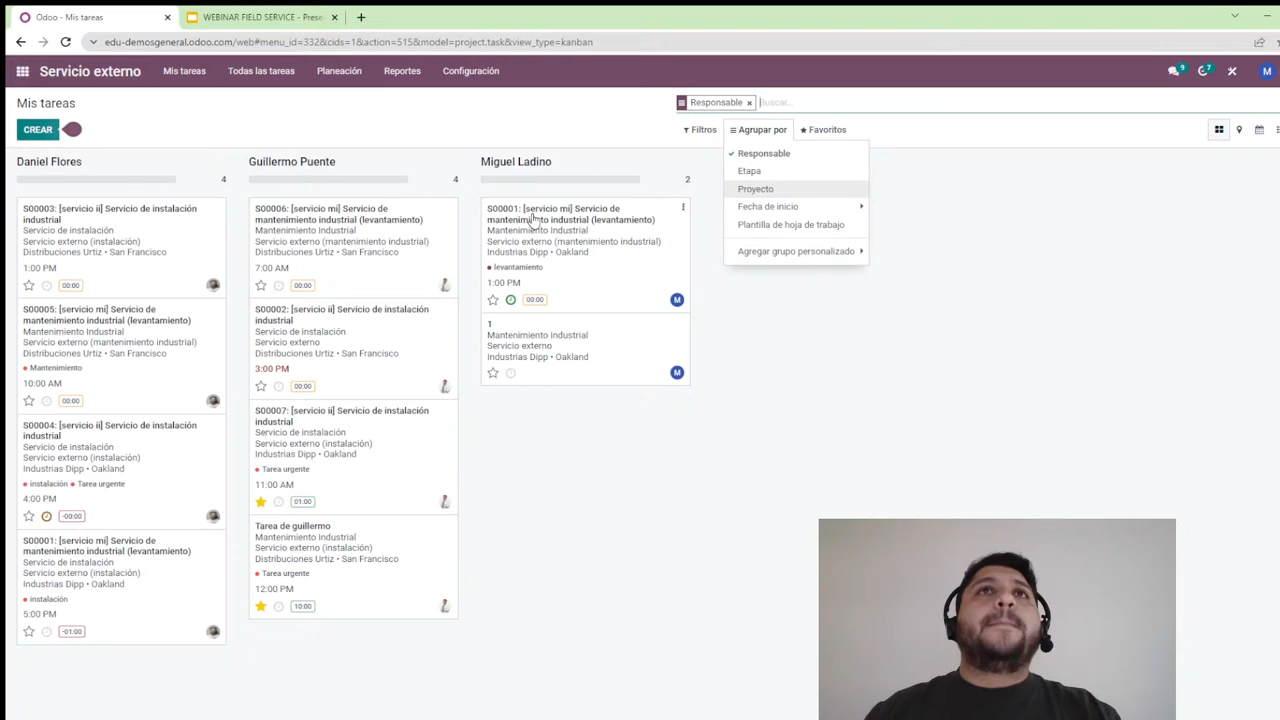 Odoo - Mis tareas
WEBINAR FIELD SERVICE - Prese
edu-demosgeneral.odoo.com/web#menu_id=332&cids=1&action=515&model=project.task&view_type=kanban
Servicio externo
Mis tareas
Todas las tareas
Planeación
Reportes
Configuración
9
7
M
Mis tareas
Responsable
Buscar...
CREAR
Filtros
Agrupar por
Favoritos
Responsable
Etapa
Proyecto
Fecha de inicio
Plantilla de hoja de trabajo
Agregar grupo personalizado
Daniel Flores
4
S00003: [servicio ii] Servicio de instalación
industrial
Servicio de instalación
Servicio externo (instalación)
Distribuciones Urtiz • San Francisco
1:00 PM
00:00
S00005: [servicio mi] Servicio de
mantenimiento industrial (levantamiento)
Mantenimiento Industrial
Servicio externo (mantenimiento industrial)
Distribuciones Urtiz • San Francisco
Mantenimiento
10:00 AM
00:00
S00004: [servicio ii] Servicio de instalación
industrial
Servicio de instalación
Servicio externo (instalación)
Industrias Dipp • Oakland
instalación Tarea urgente
4:00 PM
-00:00
S00001: [servicio mi] Servicio de
mantenimiento industrial (levantamiento)
Servicio de instalación
Servicio externo (instalación)
Industrias Dipp • Oakland
instalación
5:00 PM
-01:00
Guillermo Puente
4
S00006: [servicio mi] Servicio de
mantenimiento industrial (levantamiento)
Mantenimiento Industrial
Servicio externo (mantenimiento industrial)
Distribuciones Urtiz • San Francisco
7:00 AM
00:00
S00002: [servicio ii] Servicio de instalación
industrial
Servicio de instalación
Servicio externo
Distribuciones Urtiz • San Francisco
3:00 PM
00:00
S00007: [servicio ii] Servicio de instalación
industrial
Servicio de instalación
Servicio externo (instalación)
Industrias Dipp • Oakland
Tarea urgente
11:00 AM
01:00
Tarea de guillermo
Mantenimiento Industrial
Servicio externo (instalación)
Distribuciones Urtiz • San Francisco
Tarea urgente
12:00 PM
10:00
Miguel Ladino
2
S00001: [servicio mi] Servicio de
mantenimiento industrial (levantamiento)
Mantenimiento Industrial
Servicio externo (mantenimiento industrial)
Industrias Dipp • Oakland
levantamiento
1:00 PM
00:00
M
1
Mantenimiento Industrial
Servicio externo
Industrias Dipp • Oakland
M